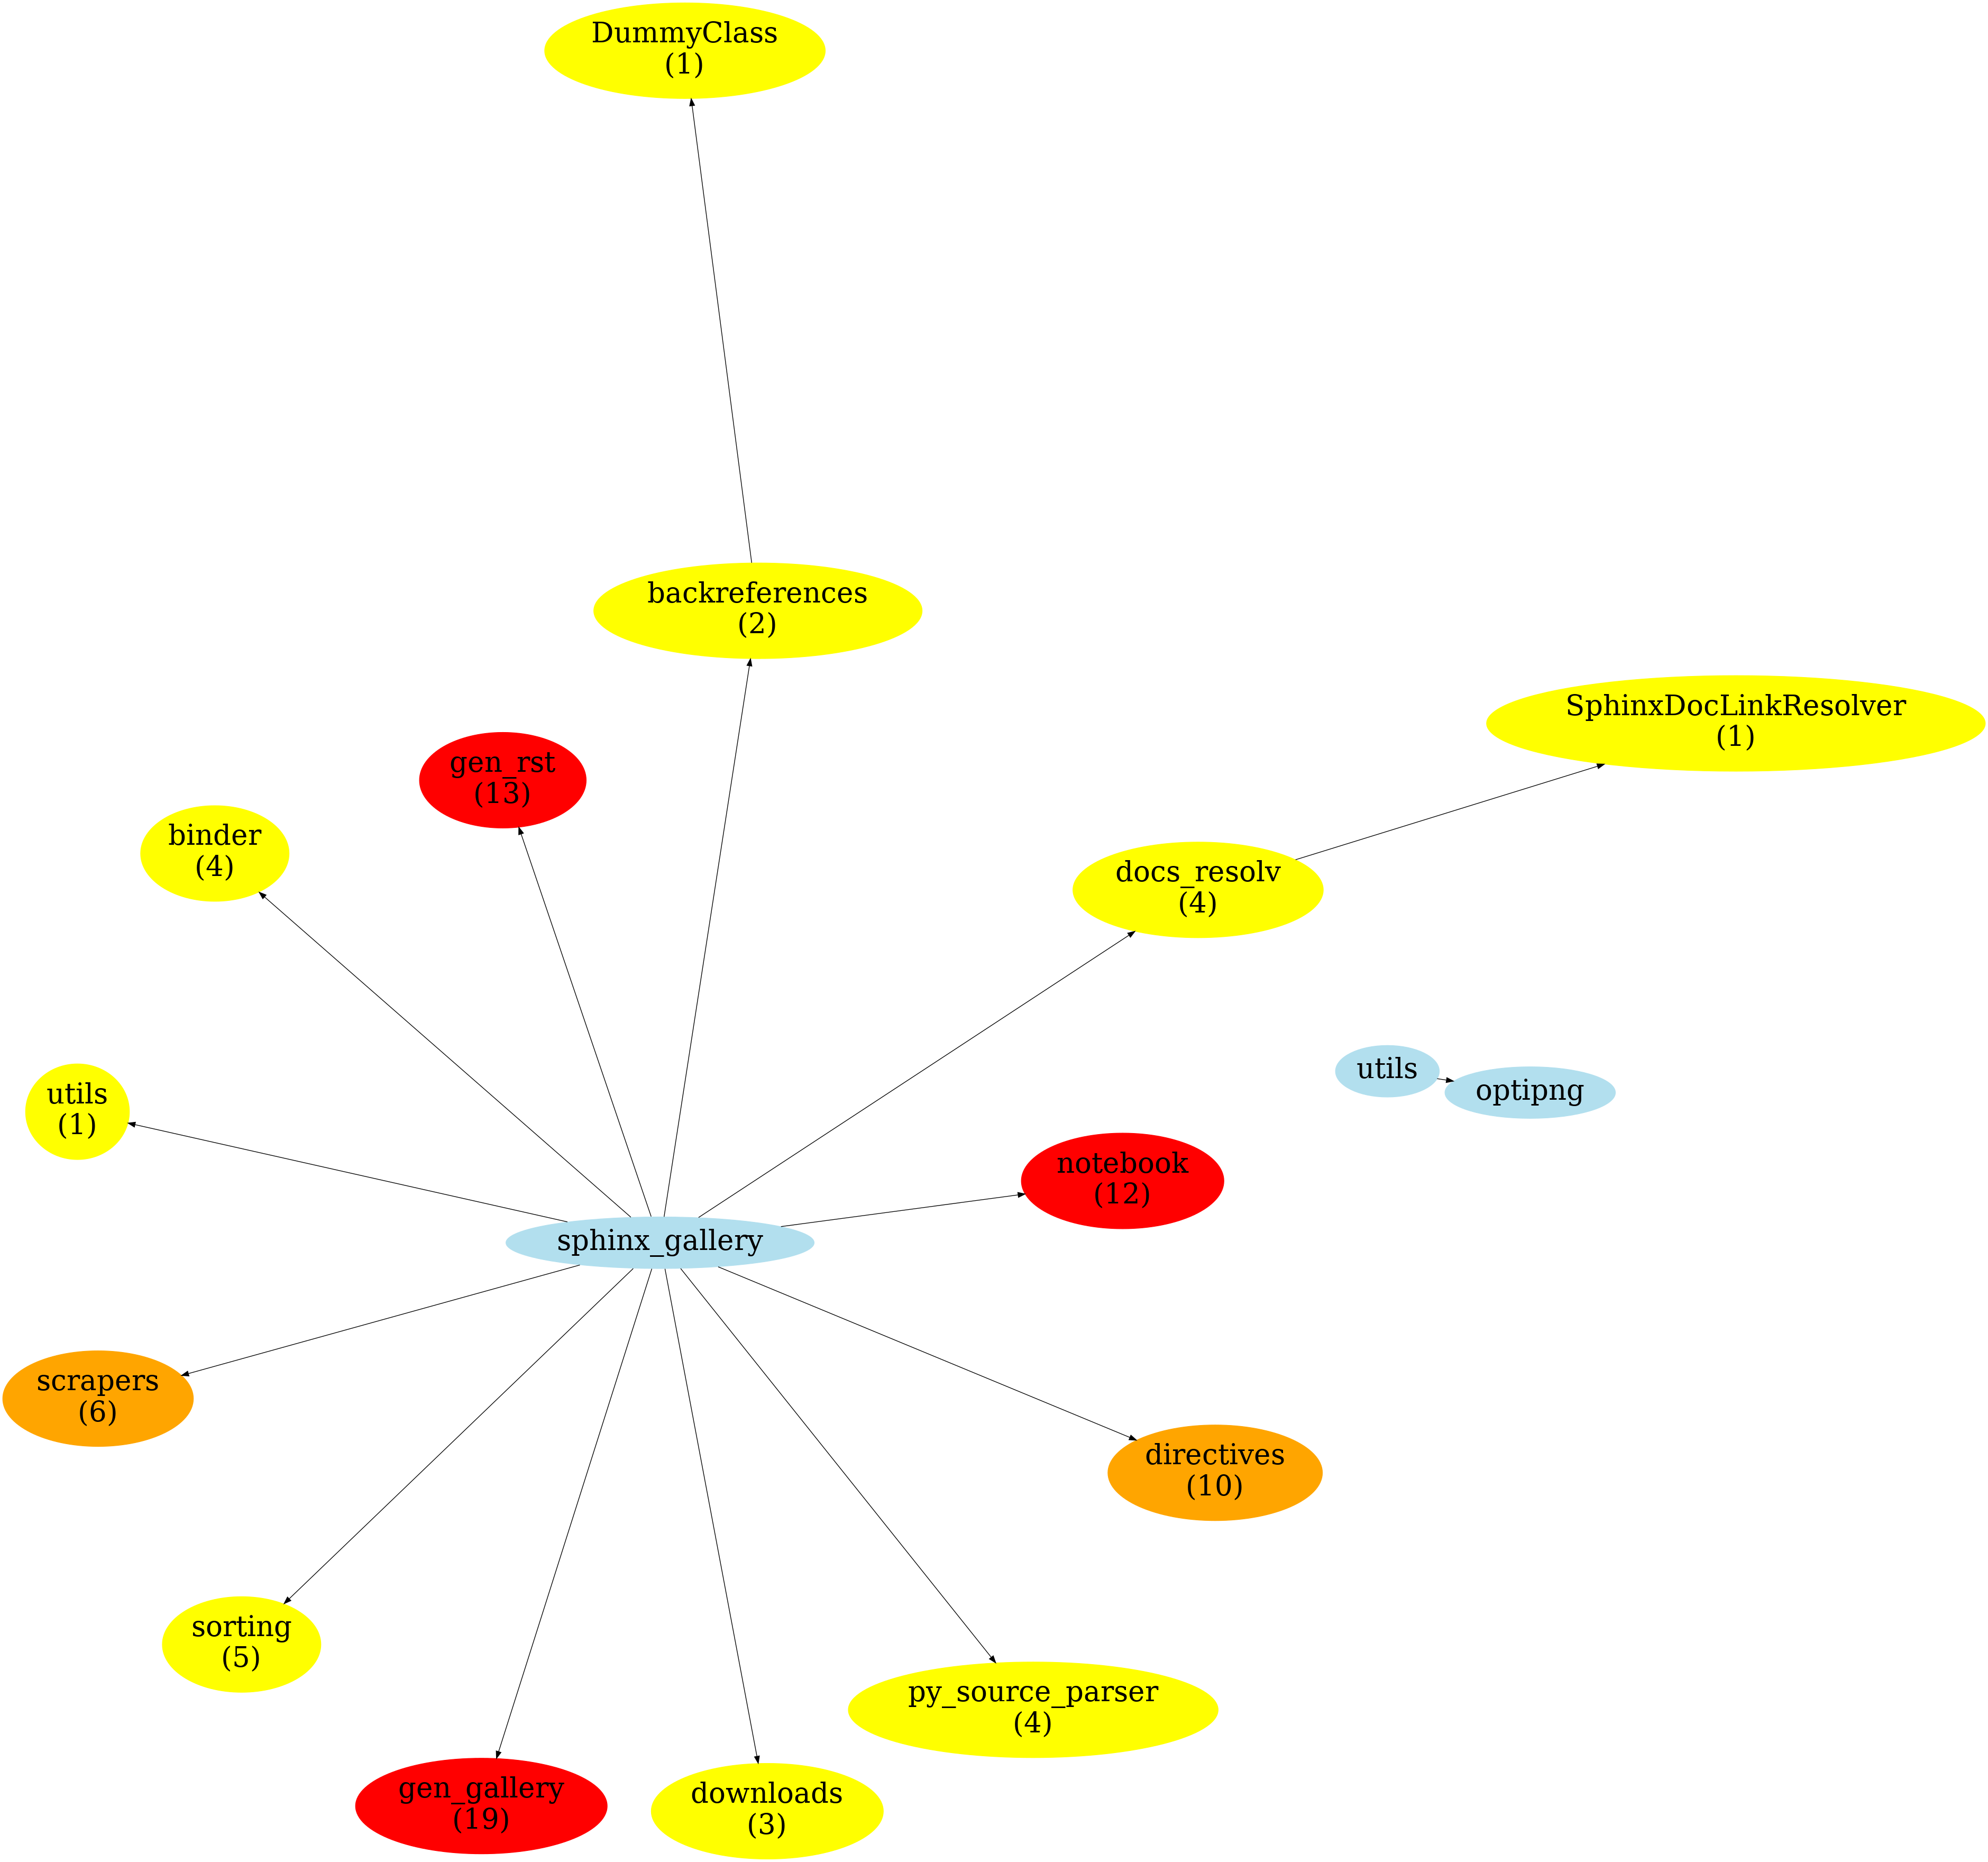 DummyClass
(1)
backreferences
(2)
SphinxDocLinkResolver
(1)
gen_rst
(13)
binder
(4)
docs_resolv
(4)
utils
(1)
utils
optipng
notebook
(12)
sphinx_gallery
scrapers
(6)
directives
(10)
sorting
(5)
py_source_parser
(4)
gen_gallery
(19)
downloads
(3)